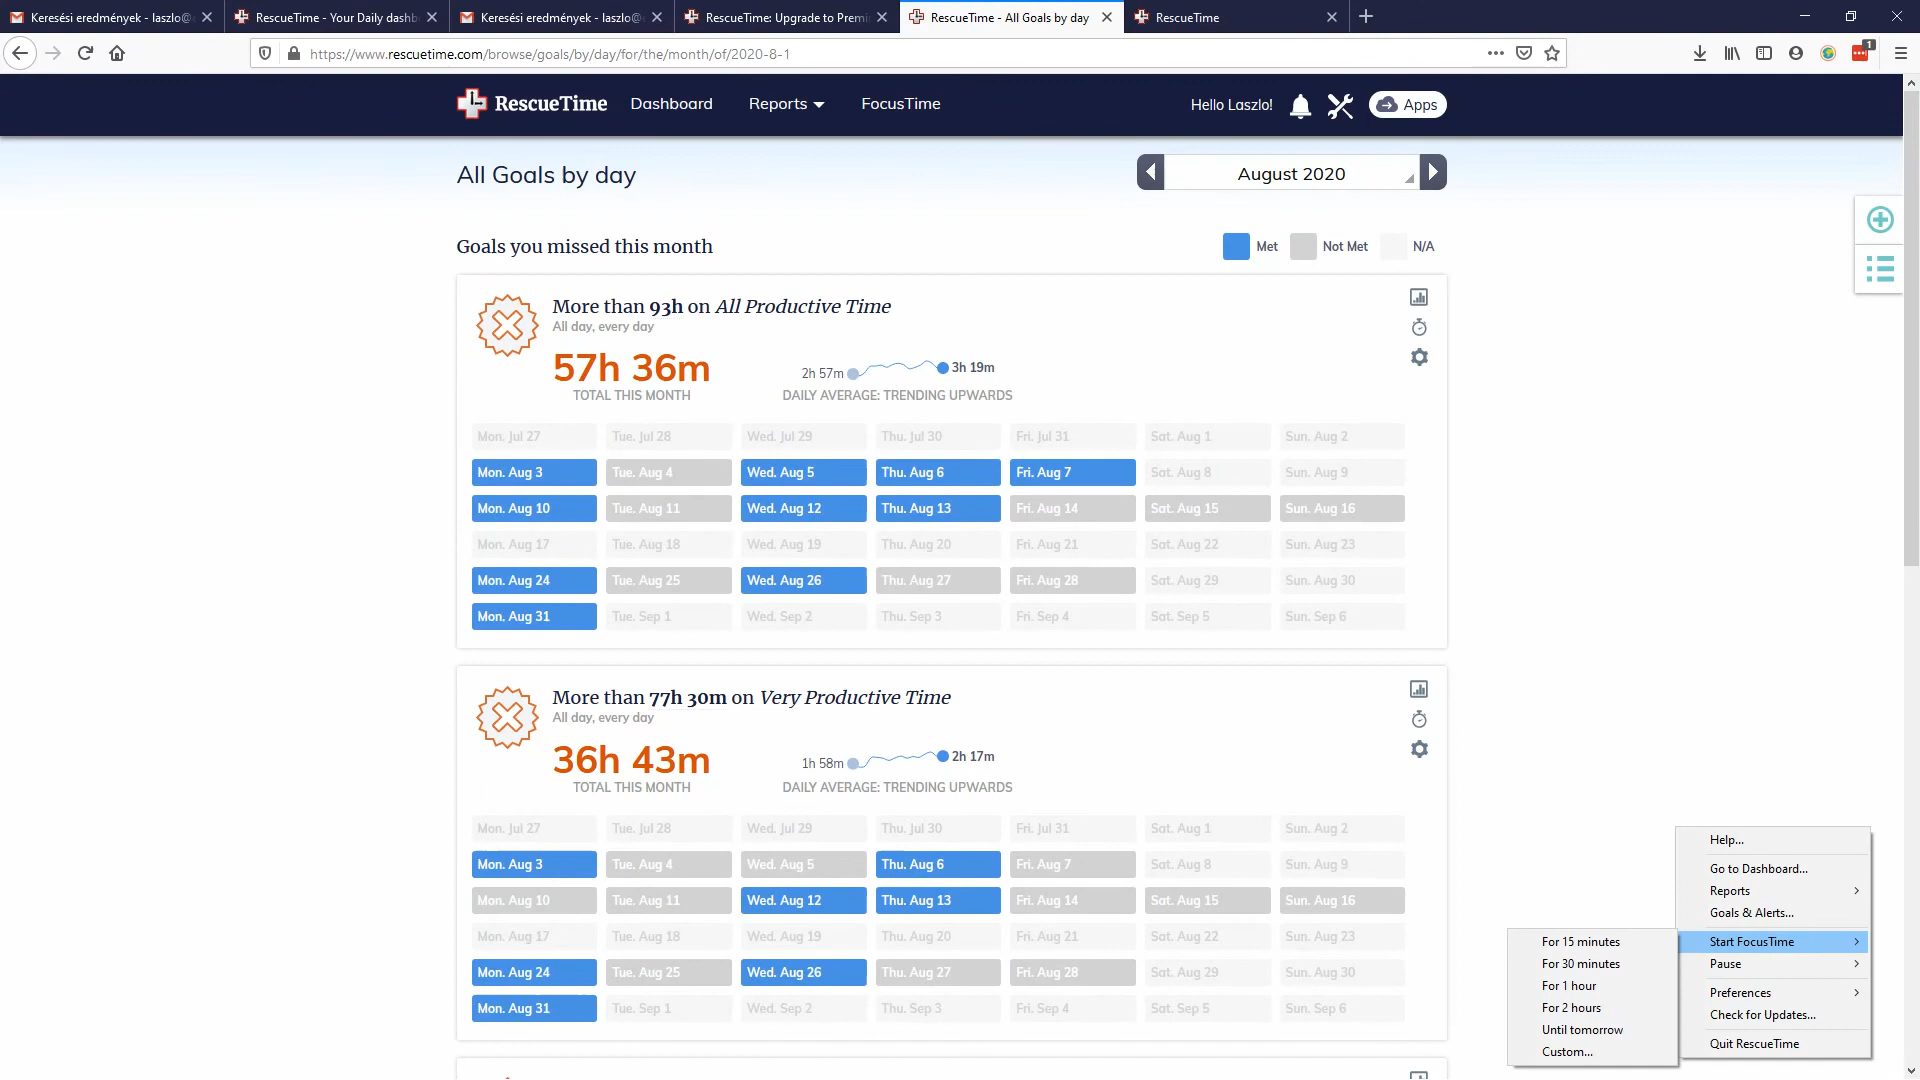 Keresési eredmények - laszlo@
RescueTime - Your Daily dashb
Keresési eredmények - laszlo@
RescueTime: Upgrade to Premi
RescueTime - All Goals by day
RescueTime
https://www.rescuetime.com/browse/goals/by/day/for/the/month/of/2020-8-1
1
RescueTime
Dashboard
Reports
FocusTime
Hello Laszlo!
Apps
All Goals by day
August 2020
Goals you missed this month
Met
Not Met
N/A
More than 93h on All Productive Time
All day, every day
57h 36m
TOTAL THIS MONTH
2h 57m
3h 19m
DAILY AVERAGE: TRENDING UPWARDS
Mon. Jul 27 Tue. Jul 28 Wed. Jul 29 Thu. Jul 30 Fri. Jul 31 Sat. Aug 1 Sun. Aug 2
Mon. Aug 3 Tue. Aug 4 Wed. Aug 5 Thu. Aug 6 Fri. Aug 7 Sat. Aug 8 Sun. Aug 9
Mon. Aug 10 Tue. Aug 11 Wed. Aug 12 Thu. Aug 13 Fri. Aug 14 Sat. Aug 15 Sun. Aug 16
Mon. Aug 17 Tue. Aug 18 Wed. Aug 19 Thu. Aug 20 Fri. Aug 21 Sat. Aug 22 Sun. Aug 23
Mon. Aug 24 Tue. Aug 25 Wed. Aug 26 Thu. Aug 27 Fri. Aug 28 Sat. Aug 29 Sun. Aug 30
Mon. Aug 31 Tue. Sep 1 Wed. Sep 2 Thu. Sep 3 Fri. Sep 4 Sat. Sep 5 Sun. Sep 6
More than 77h 30m on Very Productive Time
All day, every day
36h 43m
TOTAL THIS MONTH
1h 58m
2h 17m
DAILY AVERAGE: TRENDING UPWARDS
Mon. Jul 27 Tue. Jul 28 Wed. Jul 29 Thu. Jul 30 Fri. Jul 31 Sat. Aug 1 Sun. Aug 2
Mon. Aug 3 Tue. Aug 4 Wed. Aug 5 Thu. Aug 6 Fri. Aug 7 Sat. Aug 8 Sun. Aug 9
Mon. Aug 10 Tue. Aug 11 Wed. Aug 12 Thu. Aug 13 Fri. Aug 14 Sat. Aug 15 Sun. Aug 16
Mon. Aug 17 Tue. Aug 18 Wed. Aug 19 Thu. Aug 20 Fri. Aug 21 Sat. Aug 22 Sun. Aug 23
Mon. Aug 24 Tue. Aug 25 Wed. Aug 26 Thu. Aug 27 Fri. Aug 28 Sat. Aug 29 Sun. Aug 30
Mon. Aug 31 Tue. Sep 1 Wed. Sep 2 Thu. Sep 3 Fri. Sep 4 Sat. Sep 5 Sun. Sep 6
Help...
Go to Dashboard...
Reports
Goals & Alerts...
Start FocusTime
Pause
Preferences
Check for Updates...
Quit RescueTime
For 15 minutes
For 30 minutes
For 1 hour
For 2 hours
Until tomorrow
Custom...